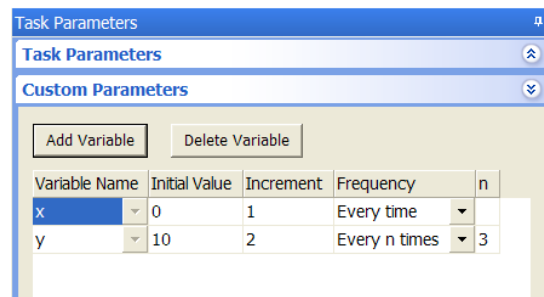 Task Parameters
Task Parameters
Custom Parameters
Add Variable Delete Variable
Variable Name Initial Value Increment Frequency n
x 0 1 Every time
y 10 2 Every n times 3